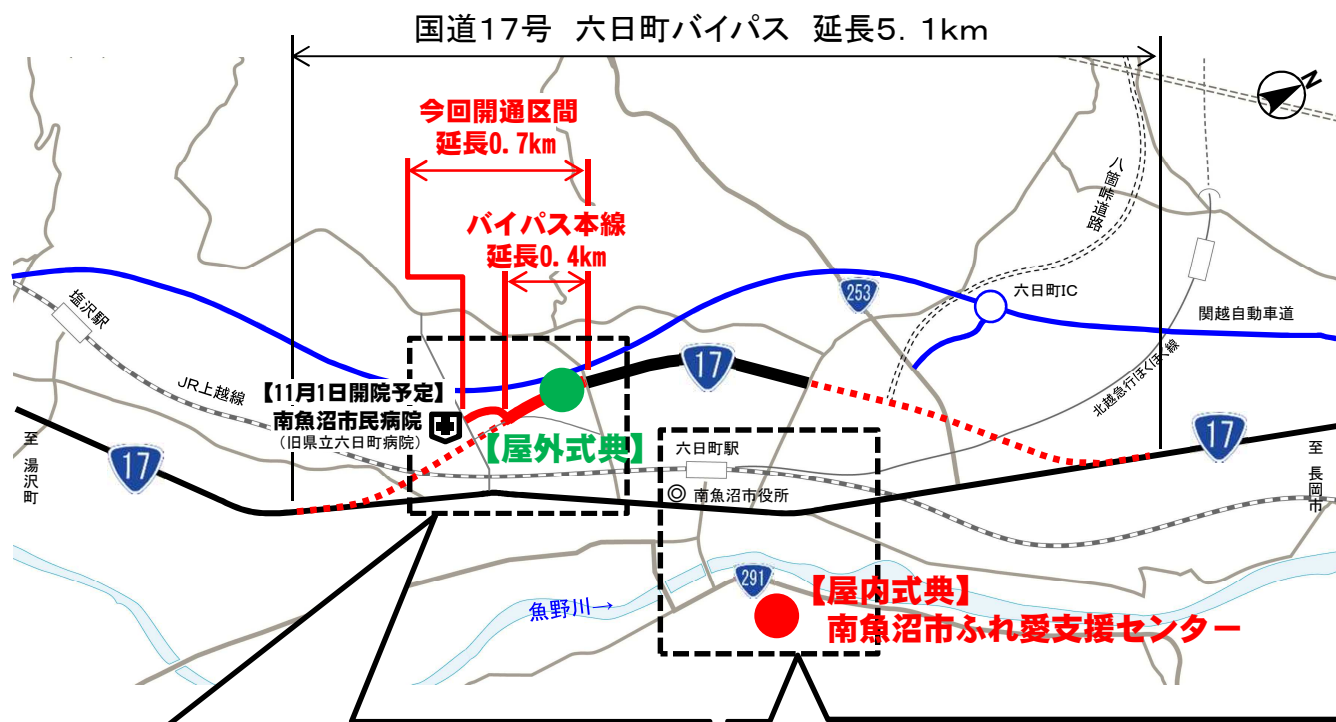 国道17号 六日町バイパス 延長5.1km
N
今回開通区間
延長0.7km
バイパス本線
延長0.4km
八箇峠道路
253
六日町IC
関越自動車道
塩沢駅
JR上越線
17
北越急行ほくほく線
【11月1日開院予定】
南魚沼市民病院
(旧県立六日町病院)
【屋外式典】
六日町駅
◎ 南魚沼市役所
至 湯沢町
17
17
至 長岡市
291
魚野川→
【屋内式典】
南魚沼市ふれ愛支援センター